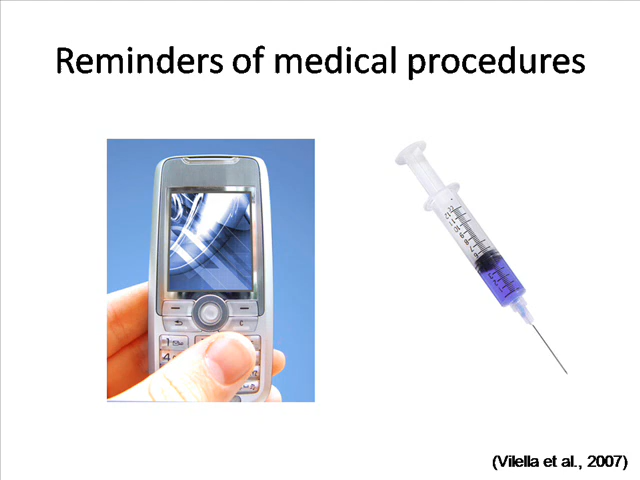 Reminders of medical procedures
(Vilella et al., 2007)